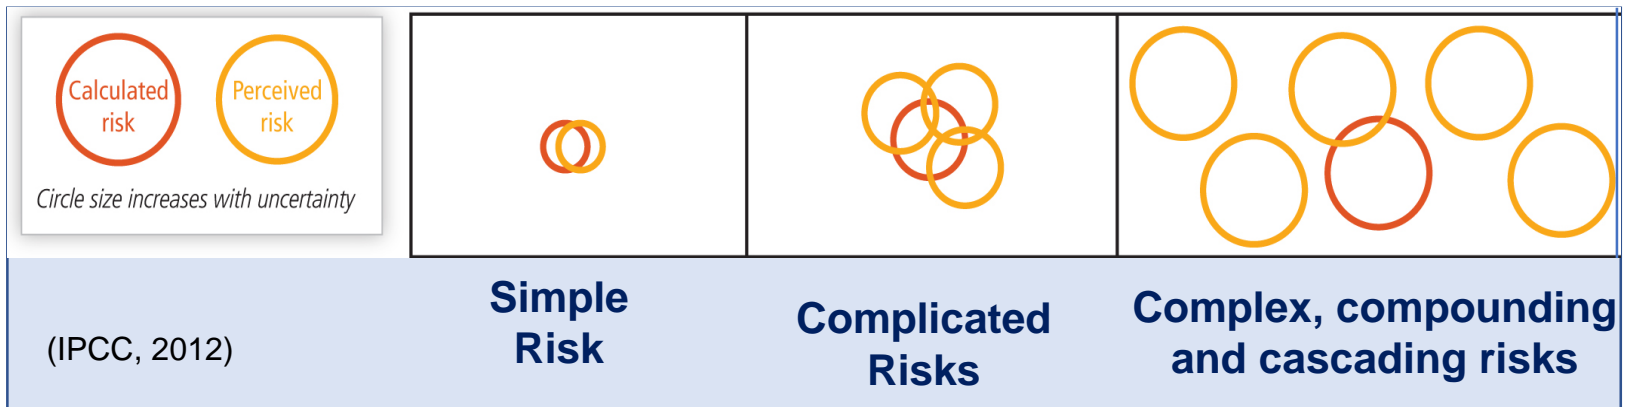 Calculated
risk
Perceived
risk
Circle size increases with uncertainty
(IPCC, 2012)
Simple
Risk
Complicated
Risks
Complex, compounding
and cascading risks